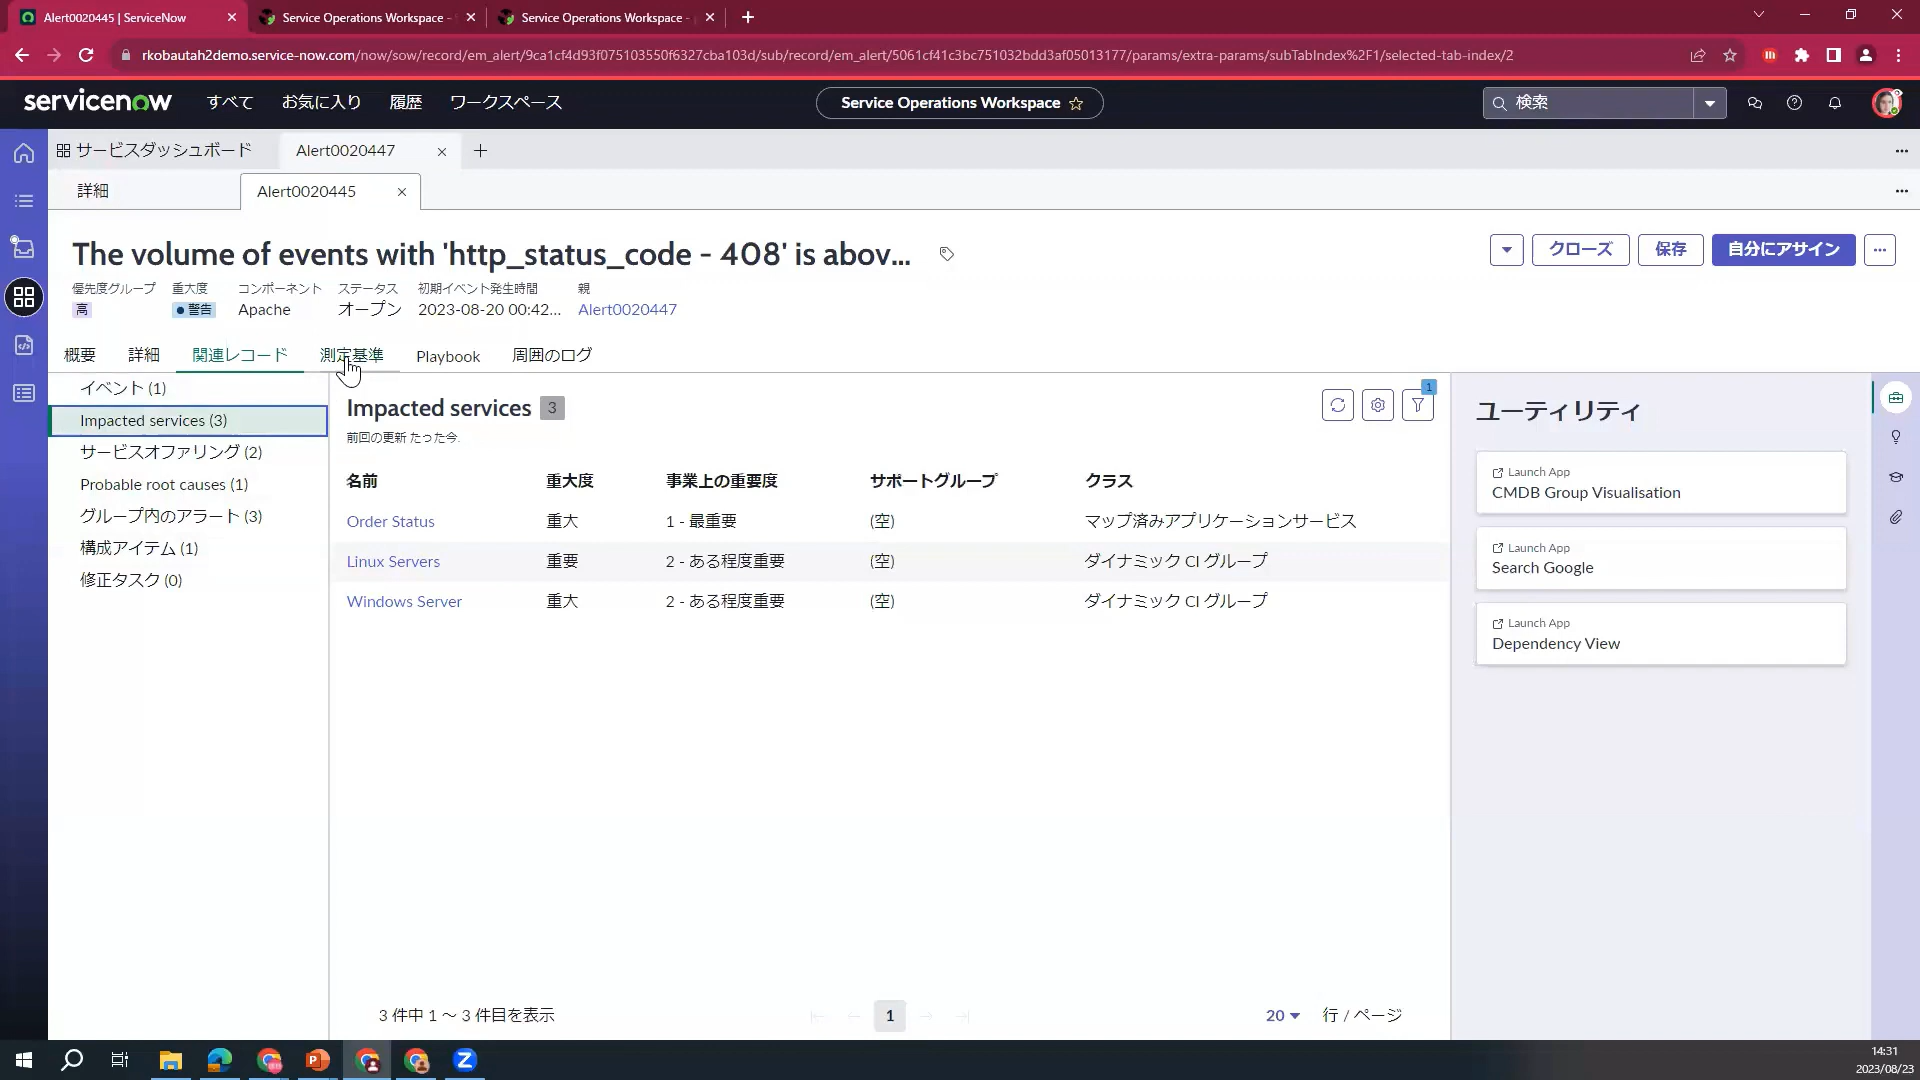 Alert0020445 | ServiceNow
Service Operations Workspace -
Service Operations Workspace -
rkobautah2demo.service-now.com/now/sow/record/em_alert/9ca1cf4d93f075103550f6327cba103d/sub/record/em_alert/5061cf41c3bc751032bdd3af05013177/params/extra-params/subTabIndex%2F1/selected-tab-index/2
servicenow すべて お気に入り 履歴 ワークスペース
Service Operations Workspace
検索
サービスダッシュボード Alert0020447
詳細 Alert0020445
The volume of events with 'http_status_code - 408' is abov...
クローズ 保存 自分にアサイン
優先度グループ 重大度 コンポーネント ステータス 初期イベント発生時間 親
高 警告 Apache オープン 2023-08-20 00:42... Alert0020447
概要 詳細 関連レコード 測定基準 Playbook 周囲のログ
イベント (1)
Impacted services (3)
サービスオファリング (2)
Probable root causes (1)
グループ内のアラート (3)
構成アイテム (1)
修正タスク (0)
Impacted services 3
1
前回の更新 たった今.
名前 重大度 事業上の重要度 サポートグループ クラス
Order Status 重大 1 - 最重要 (空) マップ済みアプリケーションサービス
Linux Servers 重要 2 - ある程度重要 (空) ダイナミック CI グループ
Windows Server 重大 2 - ある程度重要 (空) ダイナミック CI グループ
3 件中 1 ～ 3 件目を表示
1
20 行 / ページ
ユーティリティ
Launch App
CMDB Group Visualisation
Launch App
Search Google
Launch App
Dependency View
14:31
2023/08/23